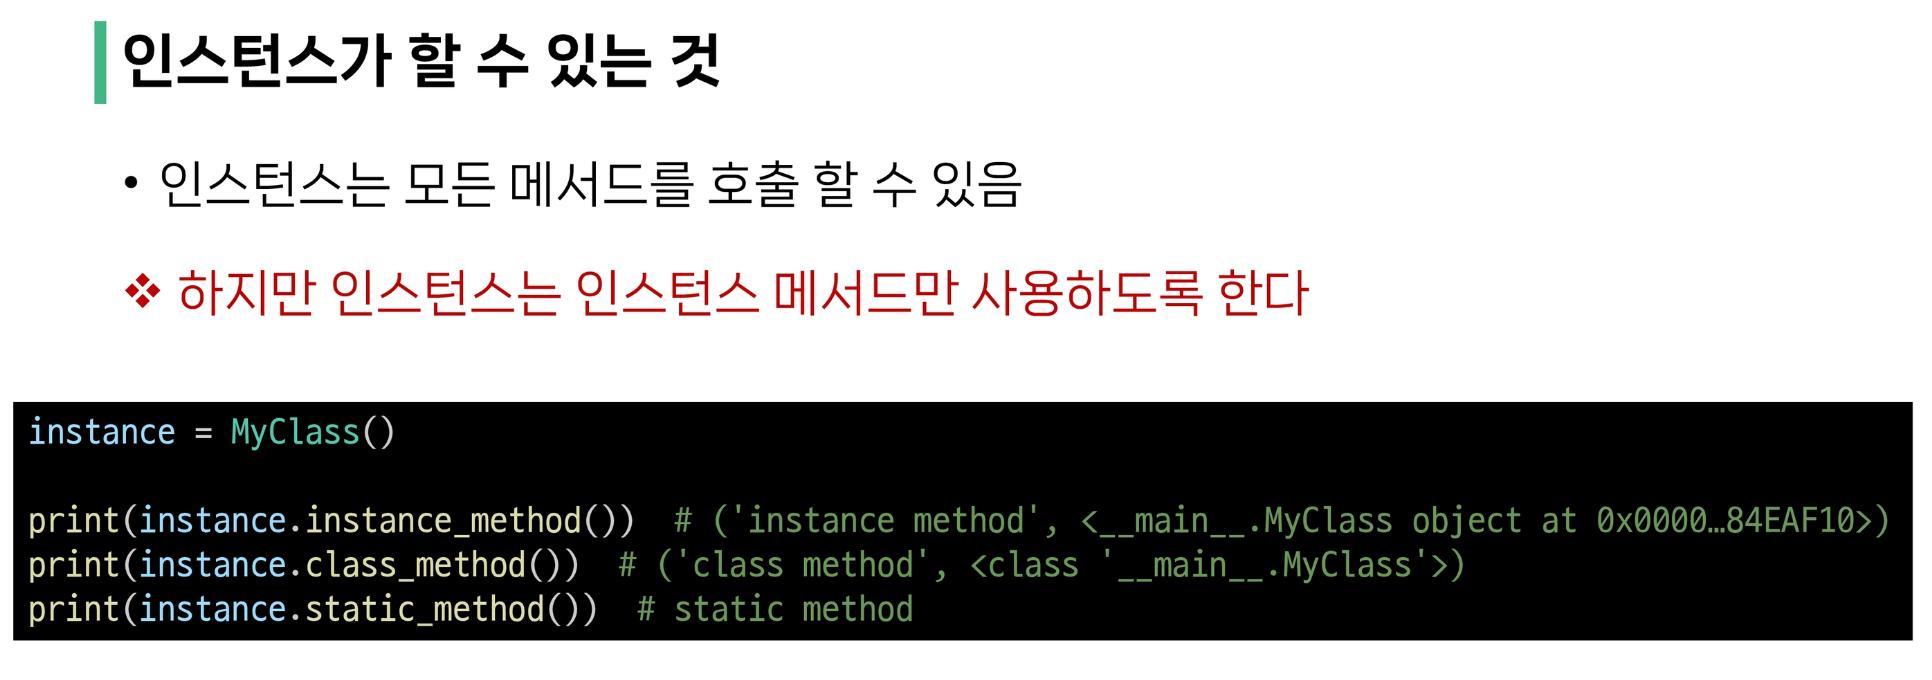 인스턴스가 할 수 있는 것
• 인스턴스는 모든 메서드를 호출 할 수 있음
❖ 하지만 인스턴스는 인스턴스 메서드만 사용하도록 한다
instance = MyClass()
print(instance.instance_method())  # ('instance method', <__main__.MyClass object at 0x0000…84EAF10>)
print(instance.class_method())  # ('class method', <class '__main__.MyClass'>)
print(instance.static_method())  # static method